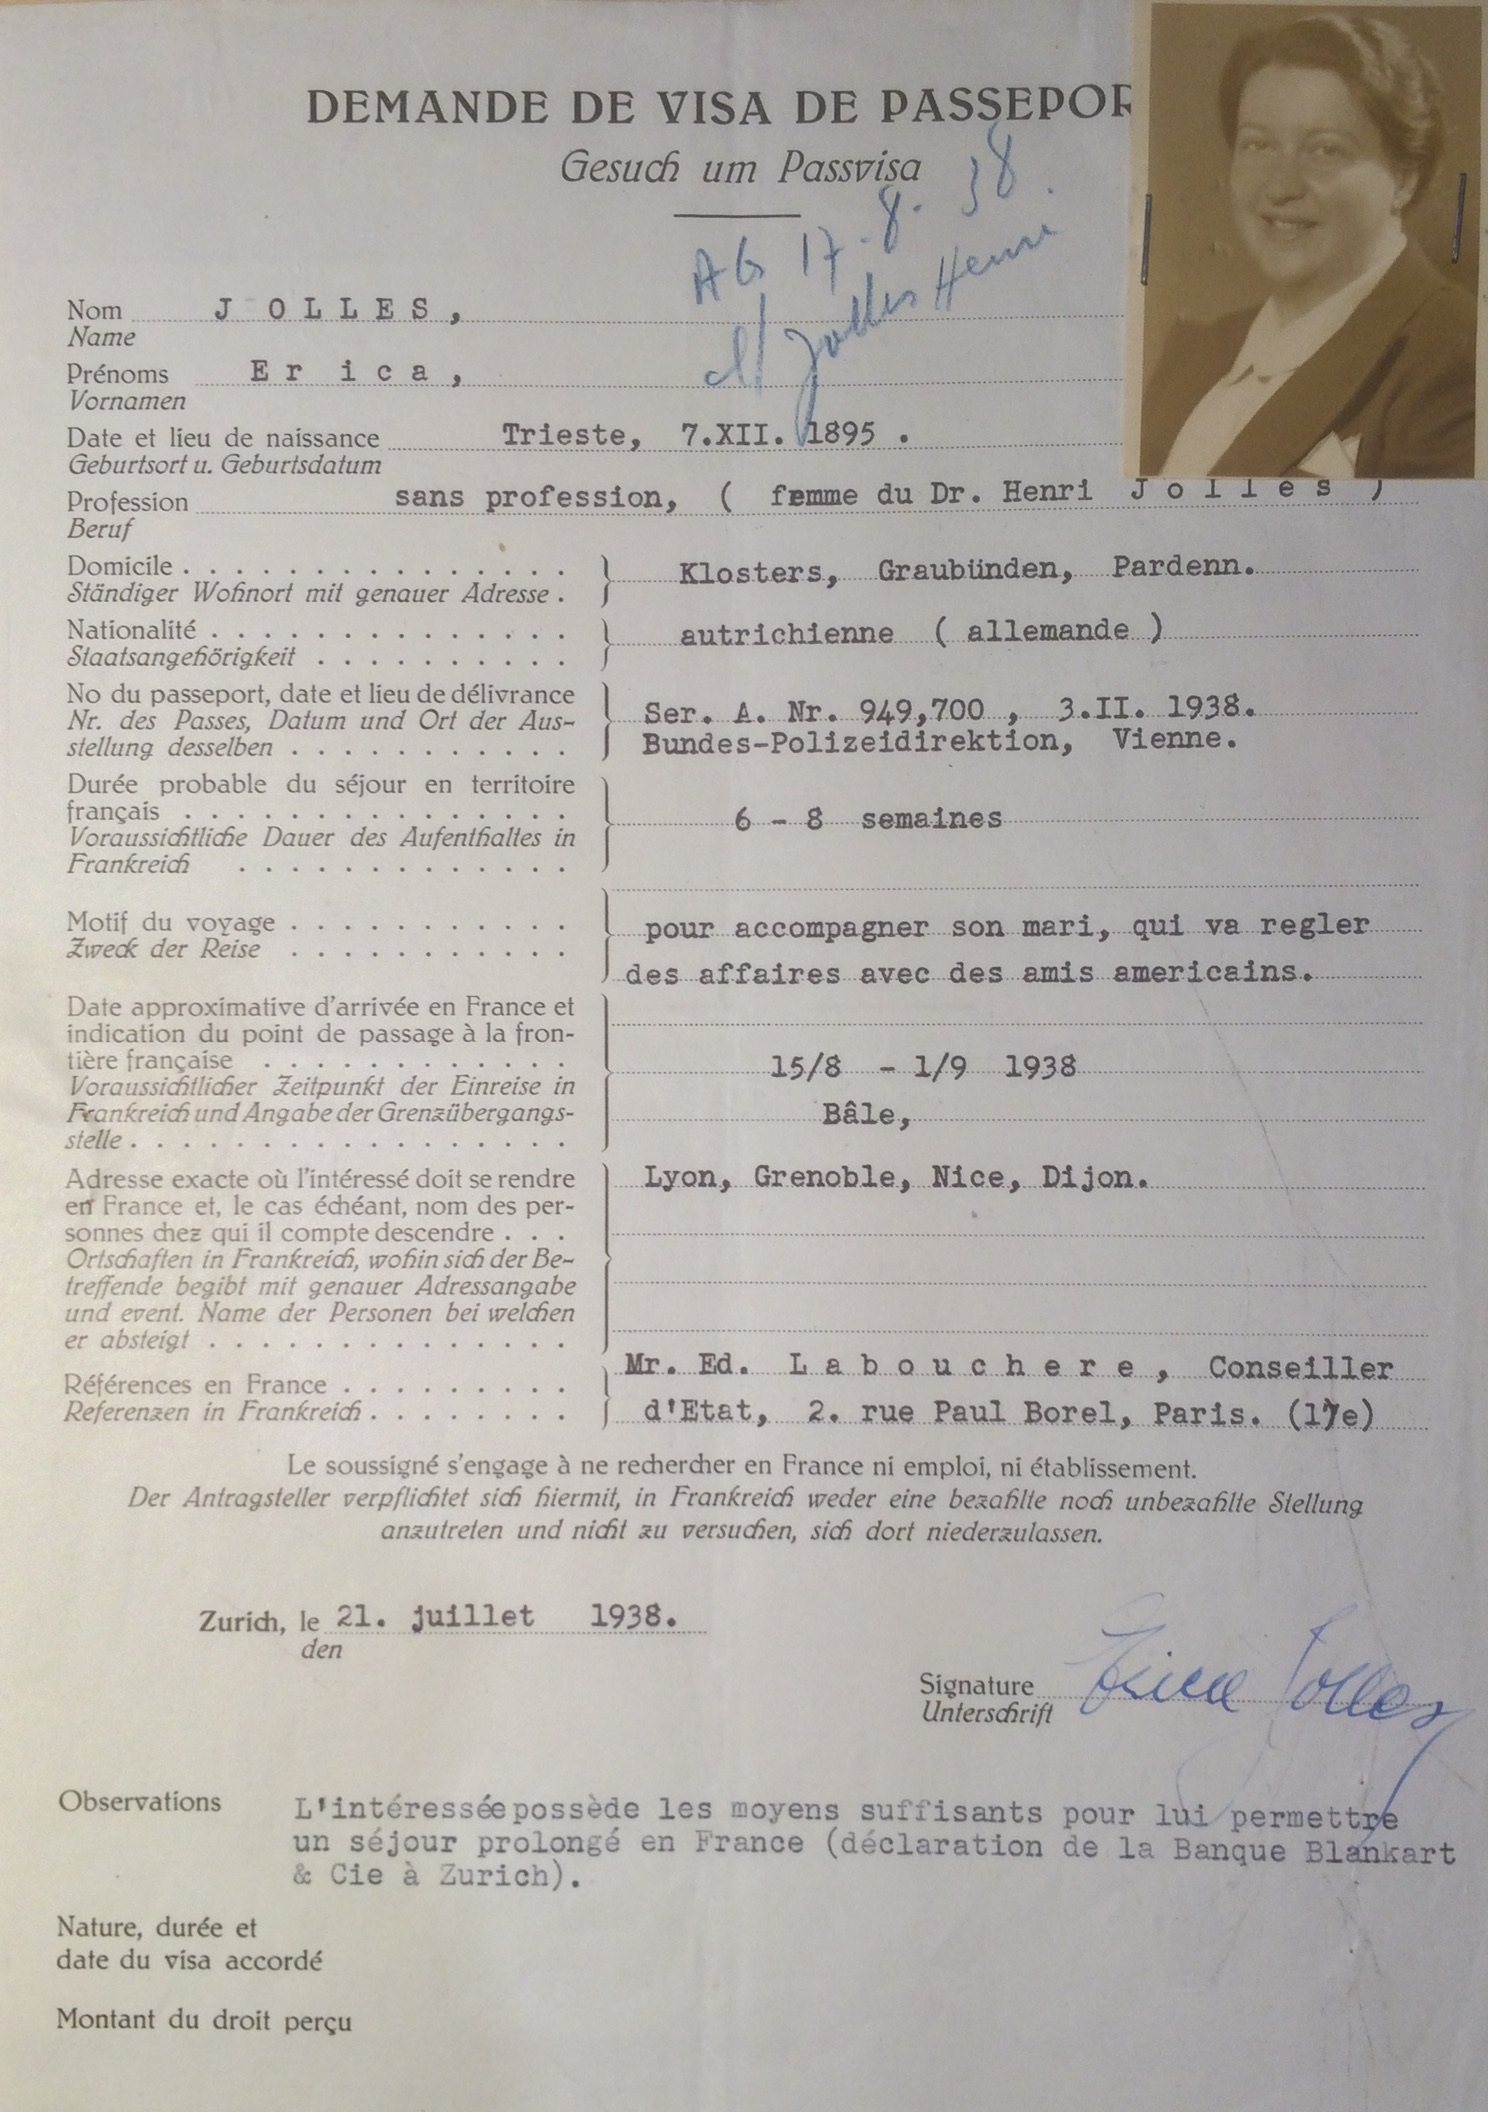 DEMANDE DE VISA DE PASSEPOR
Gesuch um Passvisa
AG 17.8.38.
Jolles Henri
Nom J O L L E S ,
Name
Prénoms E r i c a ,
Vornamen
Date et lieu de naissance Trieste, 7.XII. 1895 .
Geburtsort u. Geburtsdatum
Profession sans profession, ( femme du Dr. Henri J o l l e s )
Beruf
Domicile . . . . . . . . . . . . . . . Klosters, Graubünden, Pardenn.
Ständiger Wohnort mit genauer Adresse .
Nationalité . . . . . . . . . . . . . . autrichienne ( allemande )
Staatsangehörigkeit . . . . . . . . . .
No du passeport, date et lieu de délivrance
Nr. des Passes, Datum und Ort der Aus- Ser. A. Nr. 949,700 , 3.II. 1938.
stellung desselben . . . . . . . . . . . Bundes-Polizeidirektion, Vienne.
Durée probable du séjour en territoire
français . . . . . . . . . . . . . . . 6 - 8 semaines
Voraussichtliche Dauer des Aufenthaltes in
Frankreich . . . . . . . . . . . . .
Motif du voyage . . . . . . . . . . . pour accompagner son mari, qui va regler
Zweck der Reise . . . . . . . . . . . des affaires avec des amis americains.
Date approximative d'arrivée en France et
indication du point de passage à la fron-
tière française . . . . . . . . . . . . 15/8 - 1/9 1938
Voraussichtlicher Zeitpunkt der Einreise in
Frankreich und Angabe der Grenzübergangs- Bâle,
stelle . . . . . . . . . . . . . . . . .
Adresse exacte où l'intéressé doit se rendre Lyon, Grenoble, Nice, Dijon.
en France et, le cas échéant, nom des per-
sonnes chez qui il compte descendre . . .
Ortschaften in Frankreich, wohin sich der Be-
treffende begibt mit genauer Adressangabe
und event. Name der Personen bei welchen
er absteigt . . . . . . . . . . . . . .
Mr. Ed. L a b o u c h e r e , Conseiller
Références en France . . . . . . . . .
Referenzen in Frankreich . . . . . . . . d'Etat, 2. rue Paul Borel, Paris. (17e)
Le soussigné s'engage à ne rechercher en France ni emploi, ni établissement.
Der Antragsteller verpflichtet sich hiermit, in Frankreich weder eine bezahlte noch unbezahlte Stellung
anzutreten und nicht zu versuchen, sich dort niederzulassen.
Zurich, le 21. juillet 1938.
den
Signature Erica Jolles
Unterschrift
Observations L'intéressée possède les moyens suffisants pour lui permettre
un séjour prolongé en France (déclaration de la Banque Blankart
& Cie à Zurich).
Nature, durée et
date du visa accordé
Montant du droit perçu